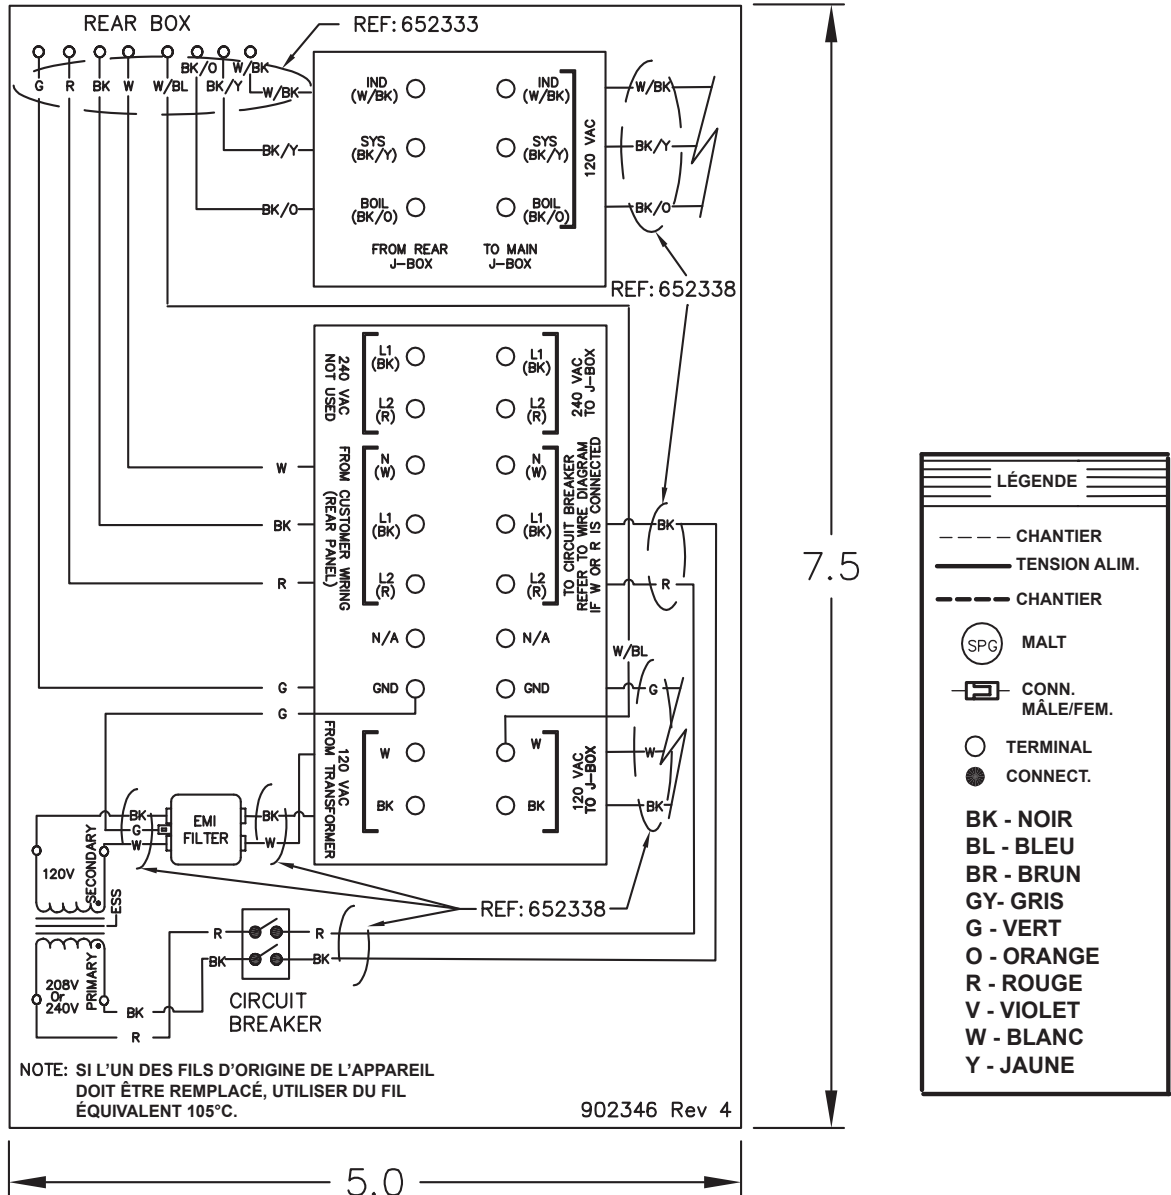 REAR BOX
REF: 652333
G R BK W W/BL BK/O BK/Y W/BK
W/BK
BK/Y
BK/O
IND
(W/BK)
SYS
(BK/Y)
BOIL
(BK/O)
FROM REAR
J-BOX
IND
(W/BK)
SYS
(BK/Y)
BOIL
(BK/O)
TO MAIN
J-BOX
120 VAC
W/BK
BK/Y
BK/O
REF: 652338
240 VAC
NOT USED
L1
(BK)
L2
(R)
L1
(BK)
L2
(R)
240 VAC
TO J-BOX
FROM CUSTOMER WIRING
(REAR PANEL)
N
(W)
L1
(BK)
L2
(R)
N
(W)
L1
(BK)
L2
(R)
TO CIRCUIT BREAKER
REFER TO WIRE DIAGRAM
IF W OR R IS CONNECTED
W
BK
R
BK
R
N/A
N/A
W/BL
G
GND
GND
G
G
120 VAC
FROM TRANSFORMER
W
BK
W
BK
120 VAC
TO J-BOX
W
BK
BK
G
W
EMI
FILTER
BK
W
120V
SECONDARY
ESS
208V
Or
240V
PRIMARY
REF: 652338
R
BK
R
BK
BK
R
CIRCUIT
BREAKER
NOTE: SI L'UN DES FILS D'ORIGINE DE L'APPAREIL
DOIT ÊTRE REMPLACÉ, UTILISER DU FIL
ÉQUIVALENT 105°C.
902346 Rev 4
7.5
5.0
LÉGENDE
CHANTIER
TENSION ALIM.
CHANTIER
SPG MALT
CONN.
MÂLE/FEM.
TERMINAL
CONNECT.
BK - NOIR
BL - BLEU
BR - BRUN
GY- GRIS
G - VERT
O - ORANGE
R - ROUGE
V - VIOLET
W - BLANC
Y - JAUNE